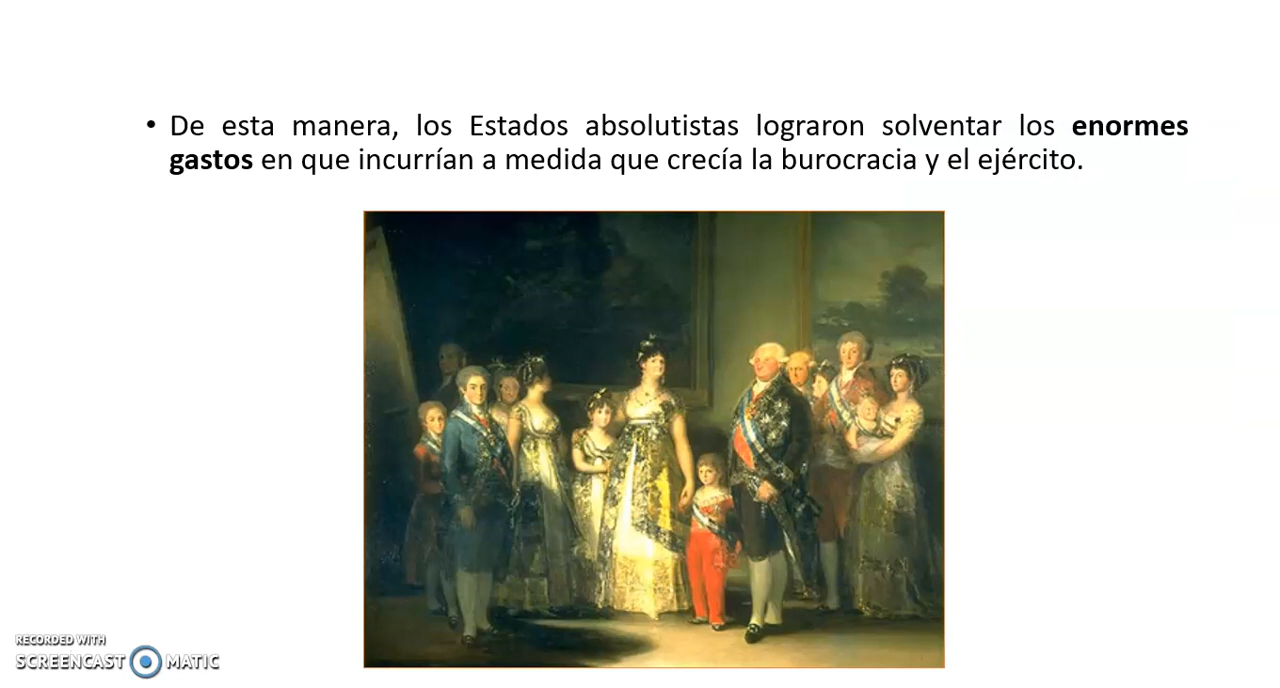 • De esta manera, los Estados absolutistas lograron solventar los enormes
gastos en que incurrían a medida que crecía la burocracia y el ejército.
RECORDED WITH
SCREENCAST MATIC